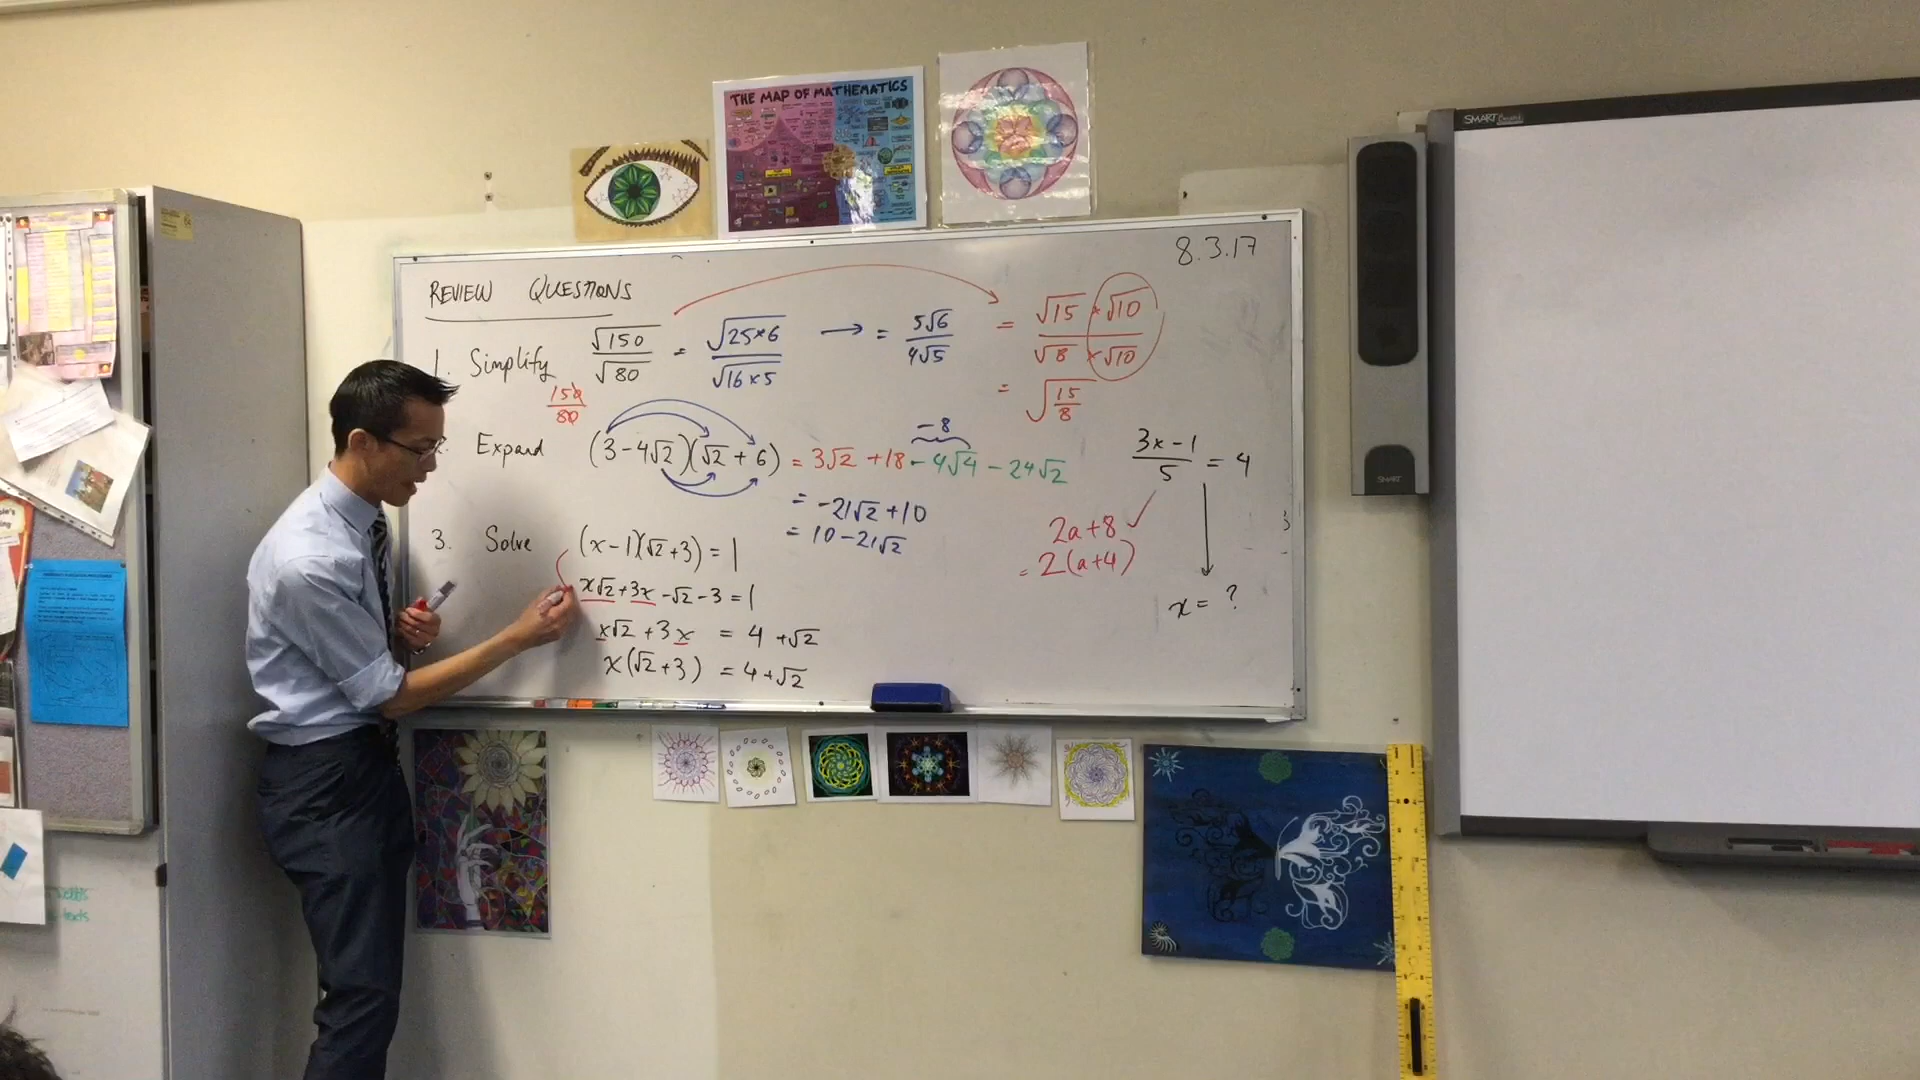 THE MAP OF MATHEMATICS
SMART Board
8.3.17
REVIEW QUESTIONS
1. Simplify √150/√80 = √25×6/√16×5 → = 5√6/4√5 = √15×√10/√8×√10
150/80
= √15/8
2. Expand (3-4√2)(√2+6) = 3√2 +18 -4√4 -24√2
-8
= -21√2+10
= 10-21√2
3. Solve (x-1)(√2+3) = 1
x√2+3x-√2-3=1
x√2+3x = 4+√2
x(√2+3) = 4+√2
3x-1/5 = 4
2a+8
= 2(a+4)
x = ?
SMART